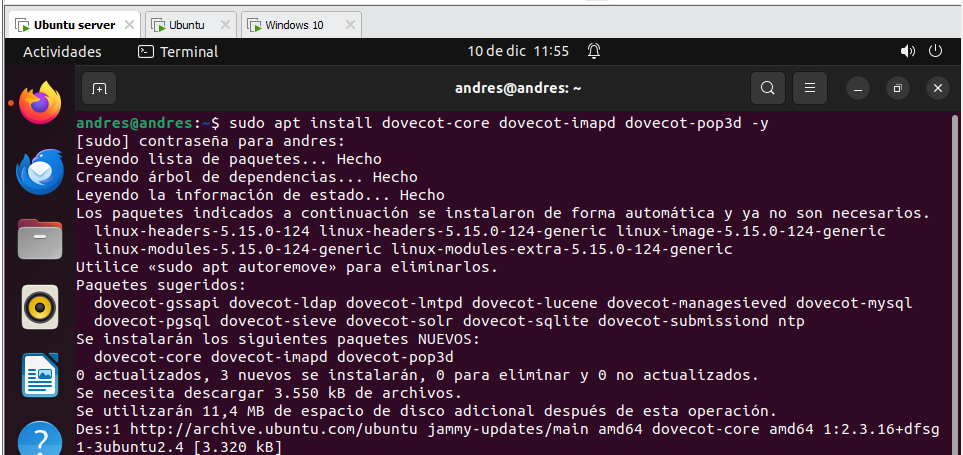 Ubuntu server
Ubuntu
Windows 10
Actividades
Terminal
10 de dic 11:55
andres@andres: ~
andres@andres:~$ sudo apt install dovecot-core dovecot-imapd dovecot-pop3d -y
[sudo] contraseña para andres:
Leyendo lista de paquetes... Hecho
Creando árbol de dependencias... Hecho
Leyendo la información de estado... Hecho
Los paquetes indicados a continuación se instalaron de forma automática y ya no son necesarios.
linux-headers-5.15.0-124 linux-headers-5.15.0-124-generic linux-image-5.15.0-124-generic
linux-modules-5.15.0-124-generic linux-modules-extra-5.15.0-124-generic
Utilice «sudo apt autoremove» para eliminarlos.
Paquetes sugeridos:
dovecot-gssapi dovecot-ldap dovecot-lmtpd dovecot-lucene dovecot-managesieved dovecot-mysql
dovecot-pgsql dovecot-sieve dovecot-solr dovecot-sqlite dovecot-submissiond ntp
Se instalarán los siguientes paquetes NUEVOS:
dovecot-core dovecot-imapd dovecot-pop3d
0 actualizados, 3 nuevos se instalarán, 0 para eliminar y 0 no actualizados.
Se necesita descargar 3.550 kB de archivos.
Se utilizarán 11,4 MB de espacio de disco adicional después de esta operación.
Des:1 http://archive.ubuntu.com/ubuntu jammy-updates/main amd64 dovecot-core amd64 1:2.3.16+dfsg
1-3ubuntu2.4 [3.320 kB]